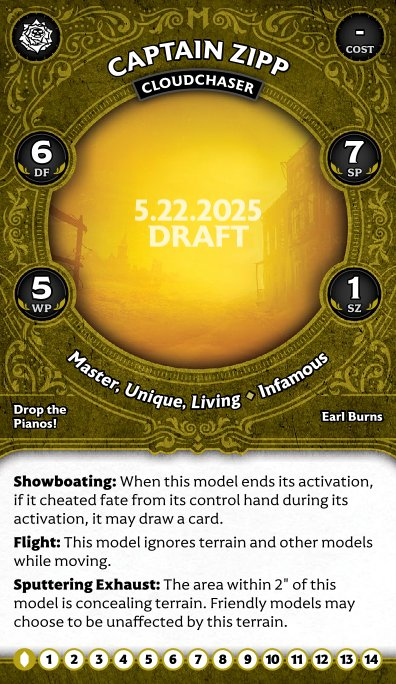 -
COST
CAPTAIN ZIPP
CLOUDCHASER
6
DF
7
SP
5.22.2025
DRAFT
5
WP
1
SZ
Master, Unique, Living ◆ Infamous
Drop the
Pianos!
Earl Burns
Showboating: When this model ends its activation,
if it cheated fate from its control hand during its
activation, it may draw a card.
Flight: This model ignores terrain and other models
while moving.
Sputtering Exhaust: The area within 2" of this
model is concealing terrain. Friendly models may
choose to be unaffected by this terrain.
1 2 3 4 5 6 7 8 9 10 11 12 13 14